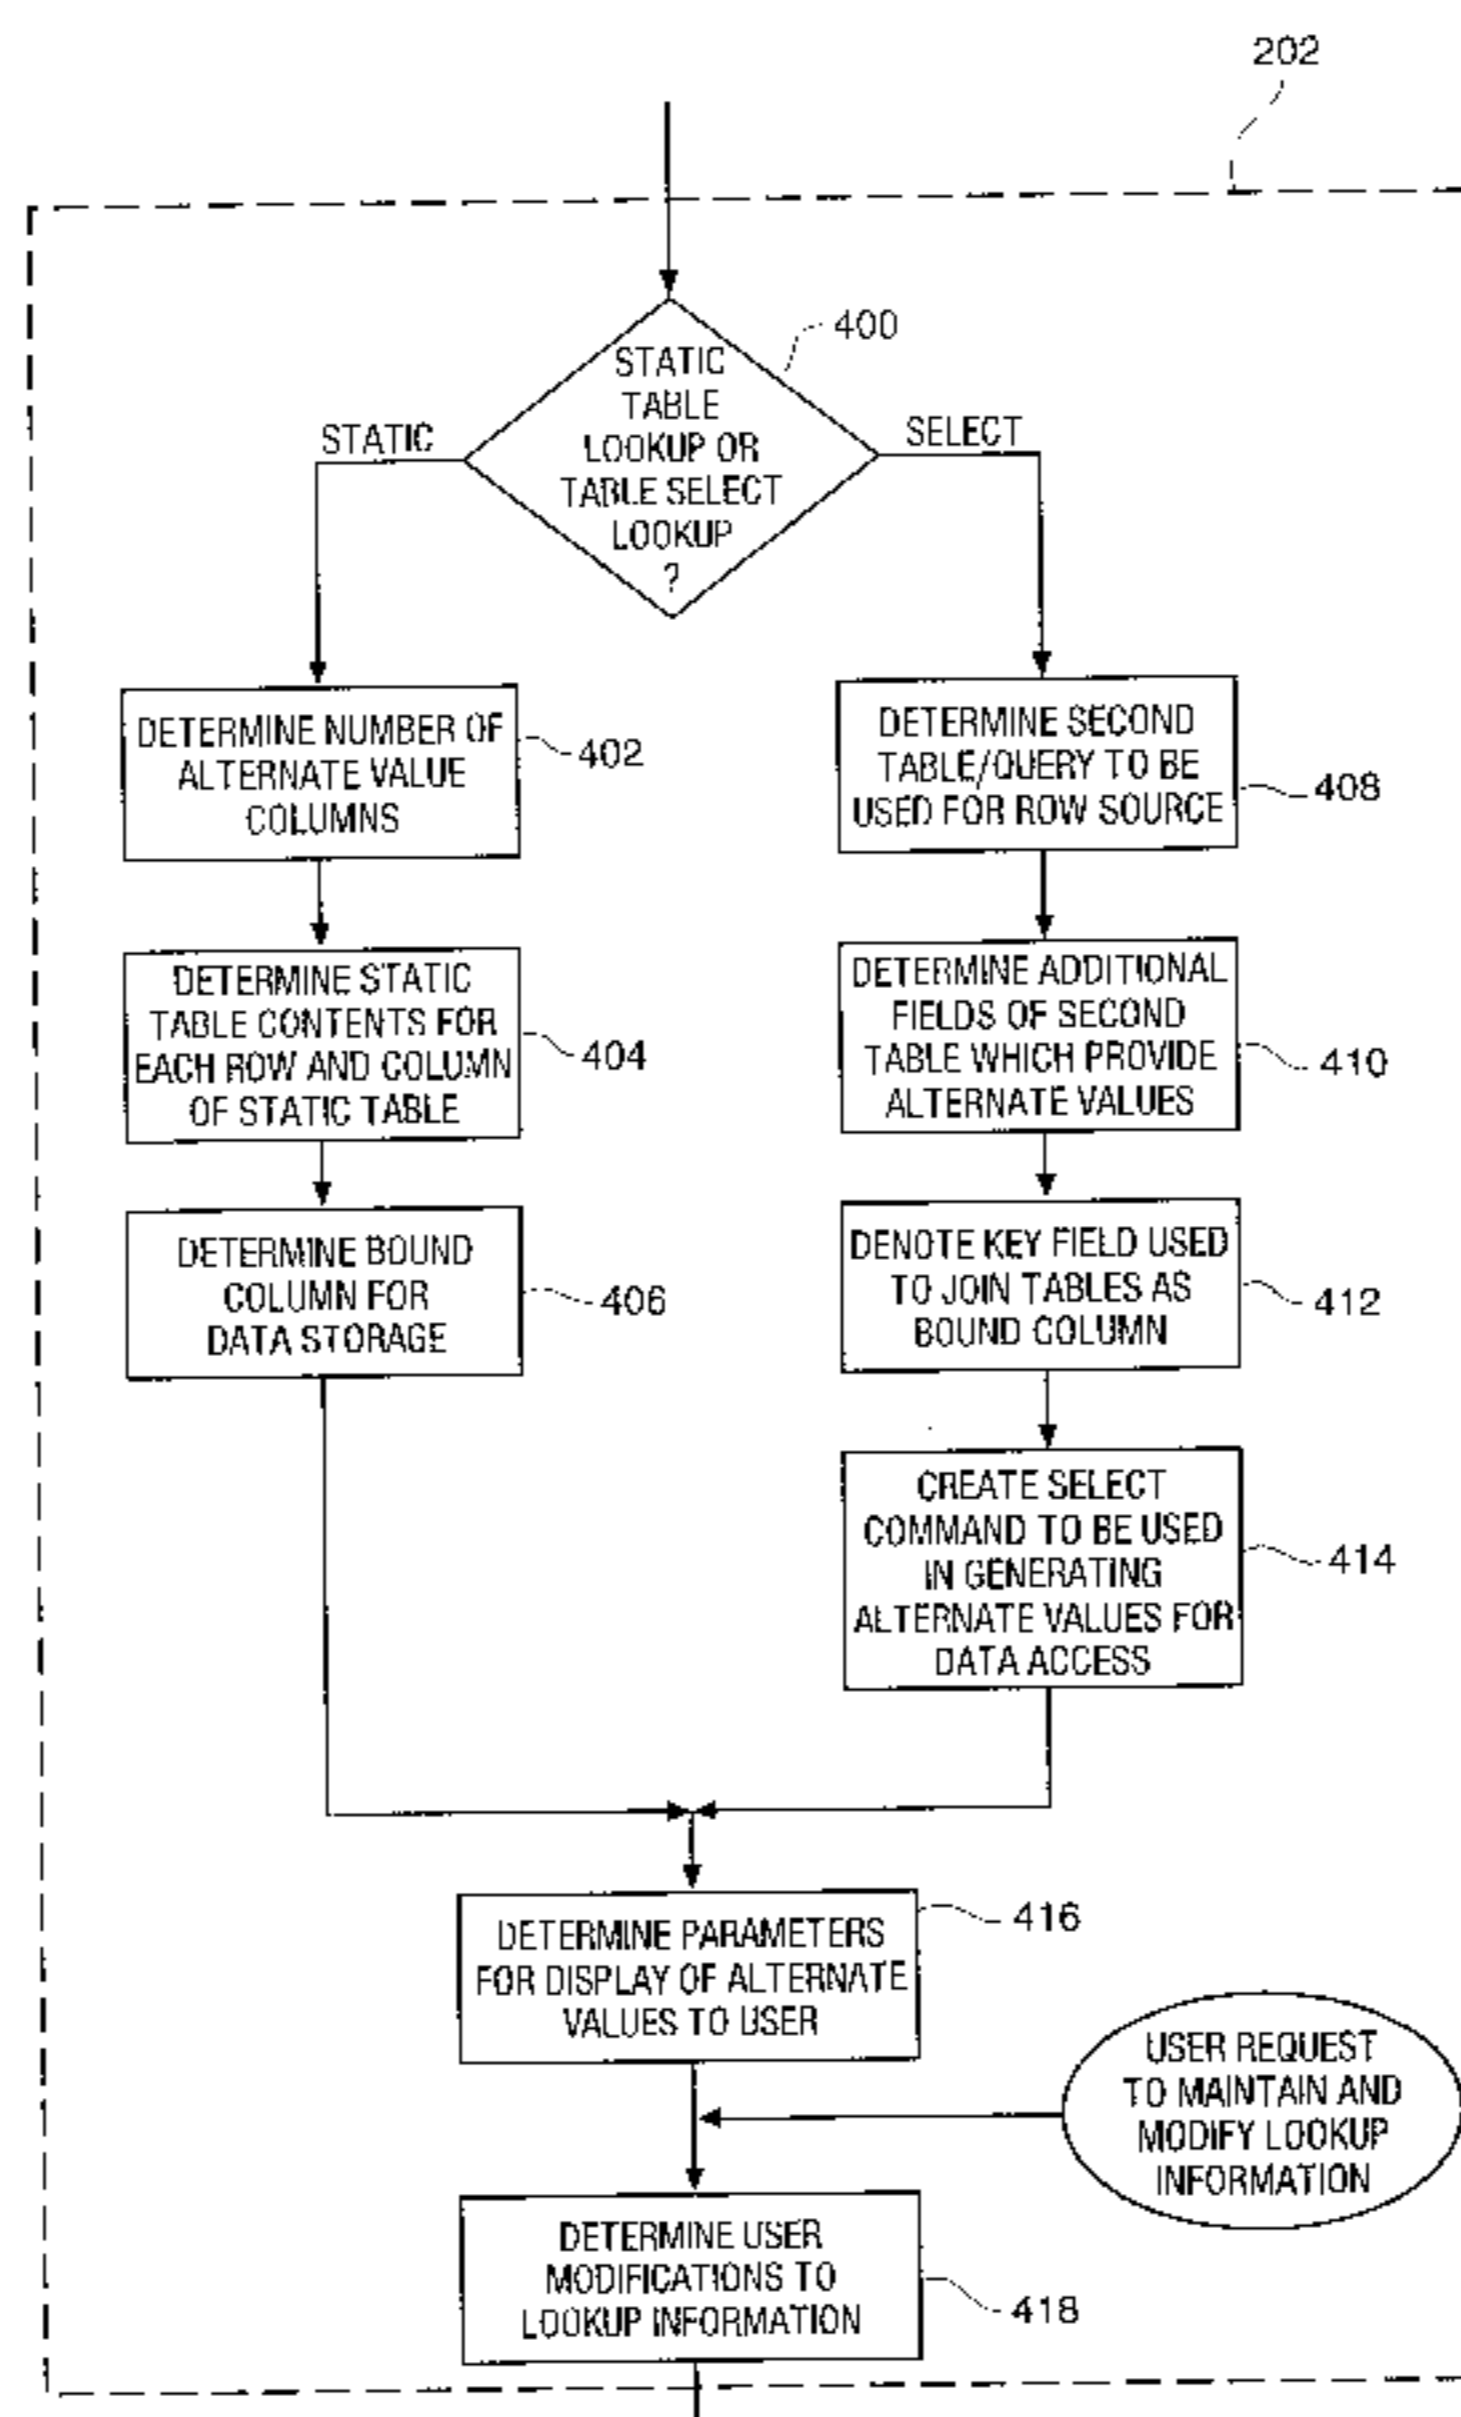 202
400
STATIC
TABLE
LOOKUP OR
TABLE SELECT
LOOKUP
?
STATIC
SELECT
DETERMINE NUMBER OF
ALTERNATE VALUE
COLUMNS
402
DETERMINE STATIC
TABLE CONTENTS FOR
EACH ROW AND COLUMN
OF STATIC TABLE
404
DETERMINE BOUND
COLUMN FOR
DATA STORAGE
406
DETERMINE SECOND
TABLE/QUERY TO BE
USED FOR ROW SOURCE
408
DETERMINE ADDITIONAL
FIELDS OF SECOND
TABLE WHICH PROVIDE
ALTERNATE VALUES
410
DENOTE KEY FIELD USED
TO JOIN TABLES AS
BOUND COLUMN
412
CREATE SELECT
COMMAND TO BE USED
IN GENERATING
ALTERNATE VALUES FOR
DATA ACCESS
414
DETERMINE PARAMETERS
FOR DISPLAY OF ALTERNATE
VALUES TO USER
416
USER REQUEST
TO MAINTAIN AND
MODIFY LOOKUP
INFORMATION
DETERMINE USER
MODIFICATIONS TO
LOOKUP INFORMATION
418